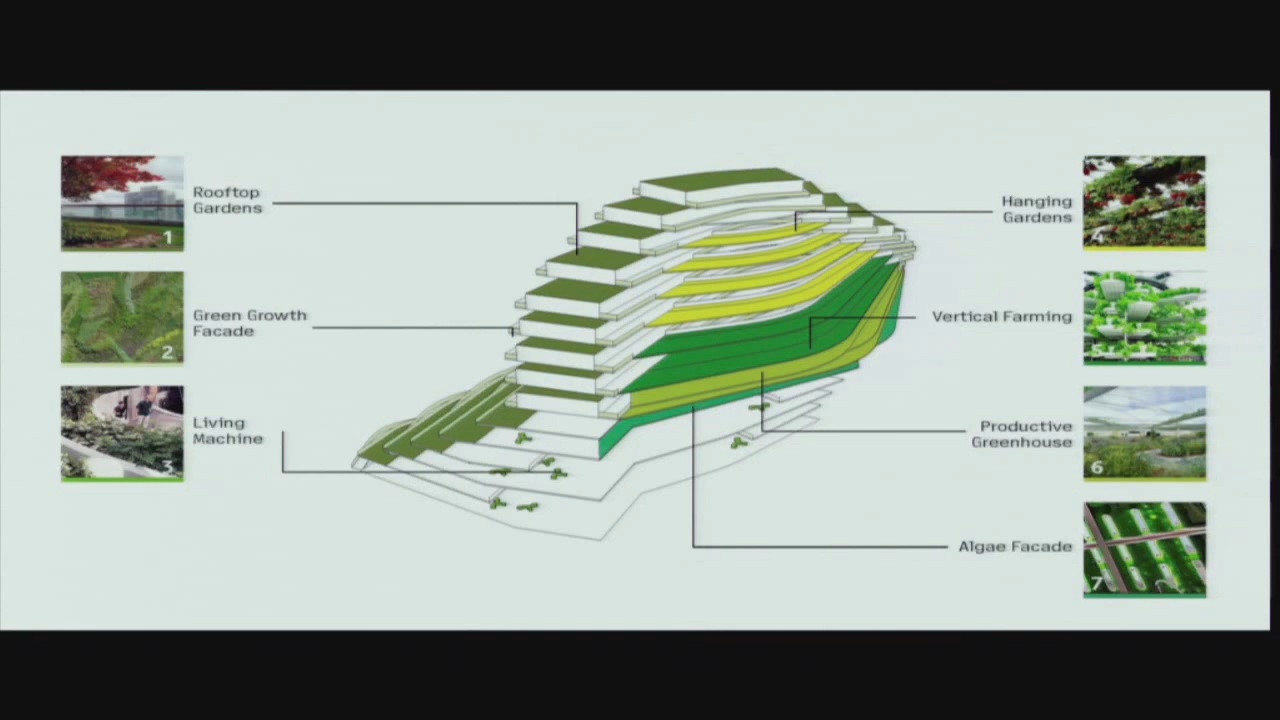 Rooftop
Gardens
1
Green Growth
Facade
2
Living
Machine
3
Hanging
Gardens
4
Vertical Farming
5
Productive
Greenhouse
6
Algae Facade
7